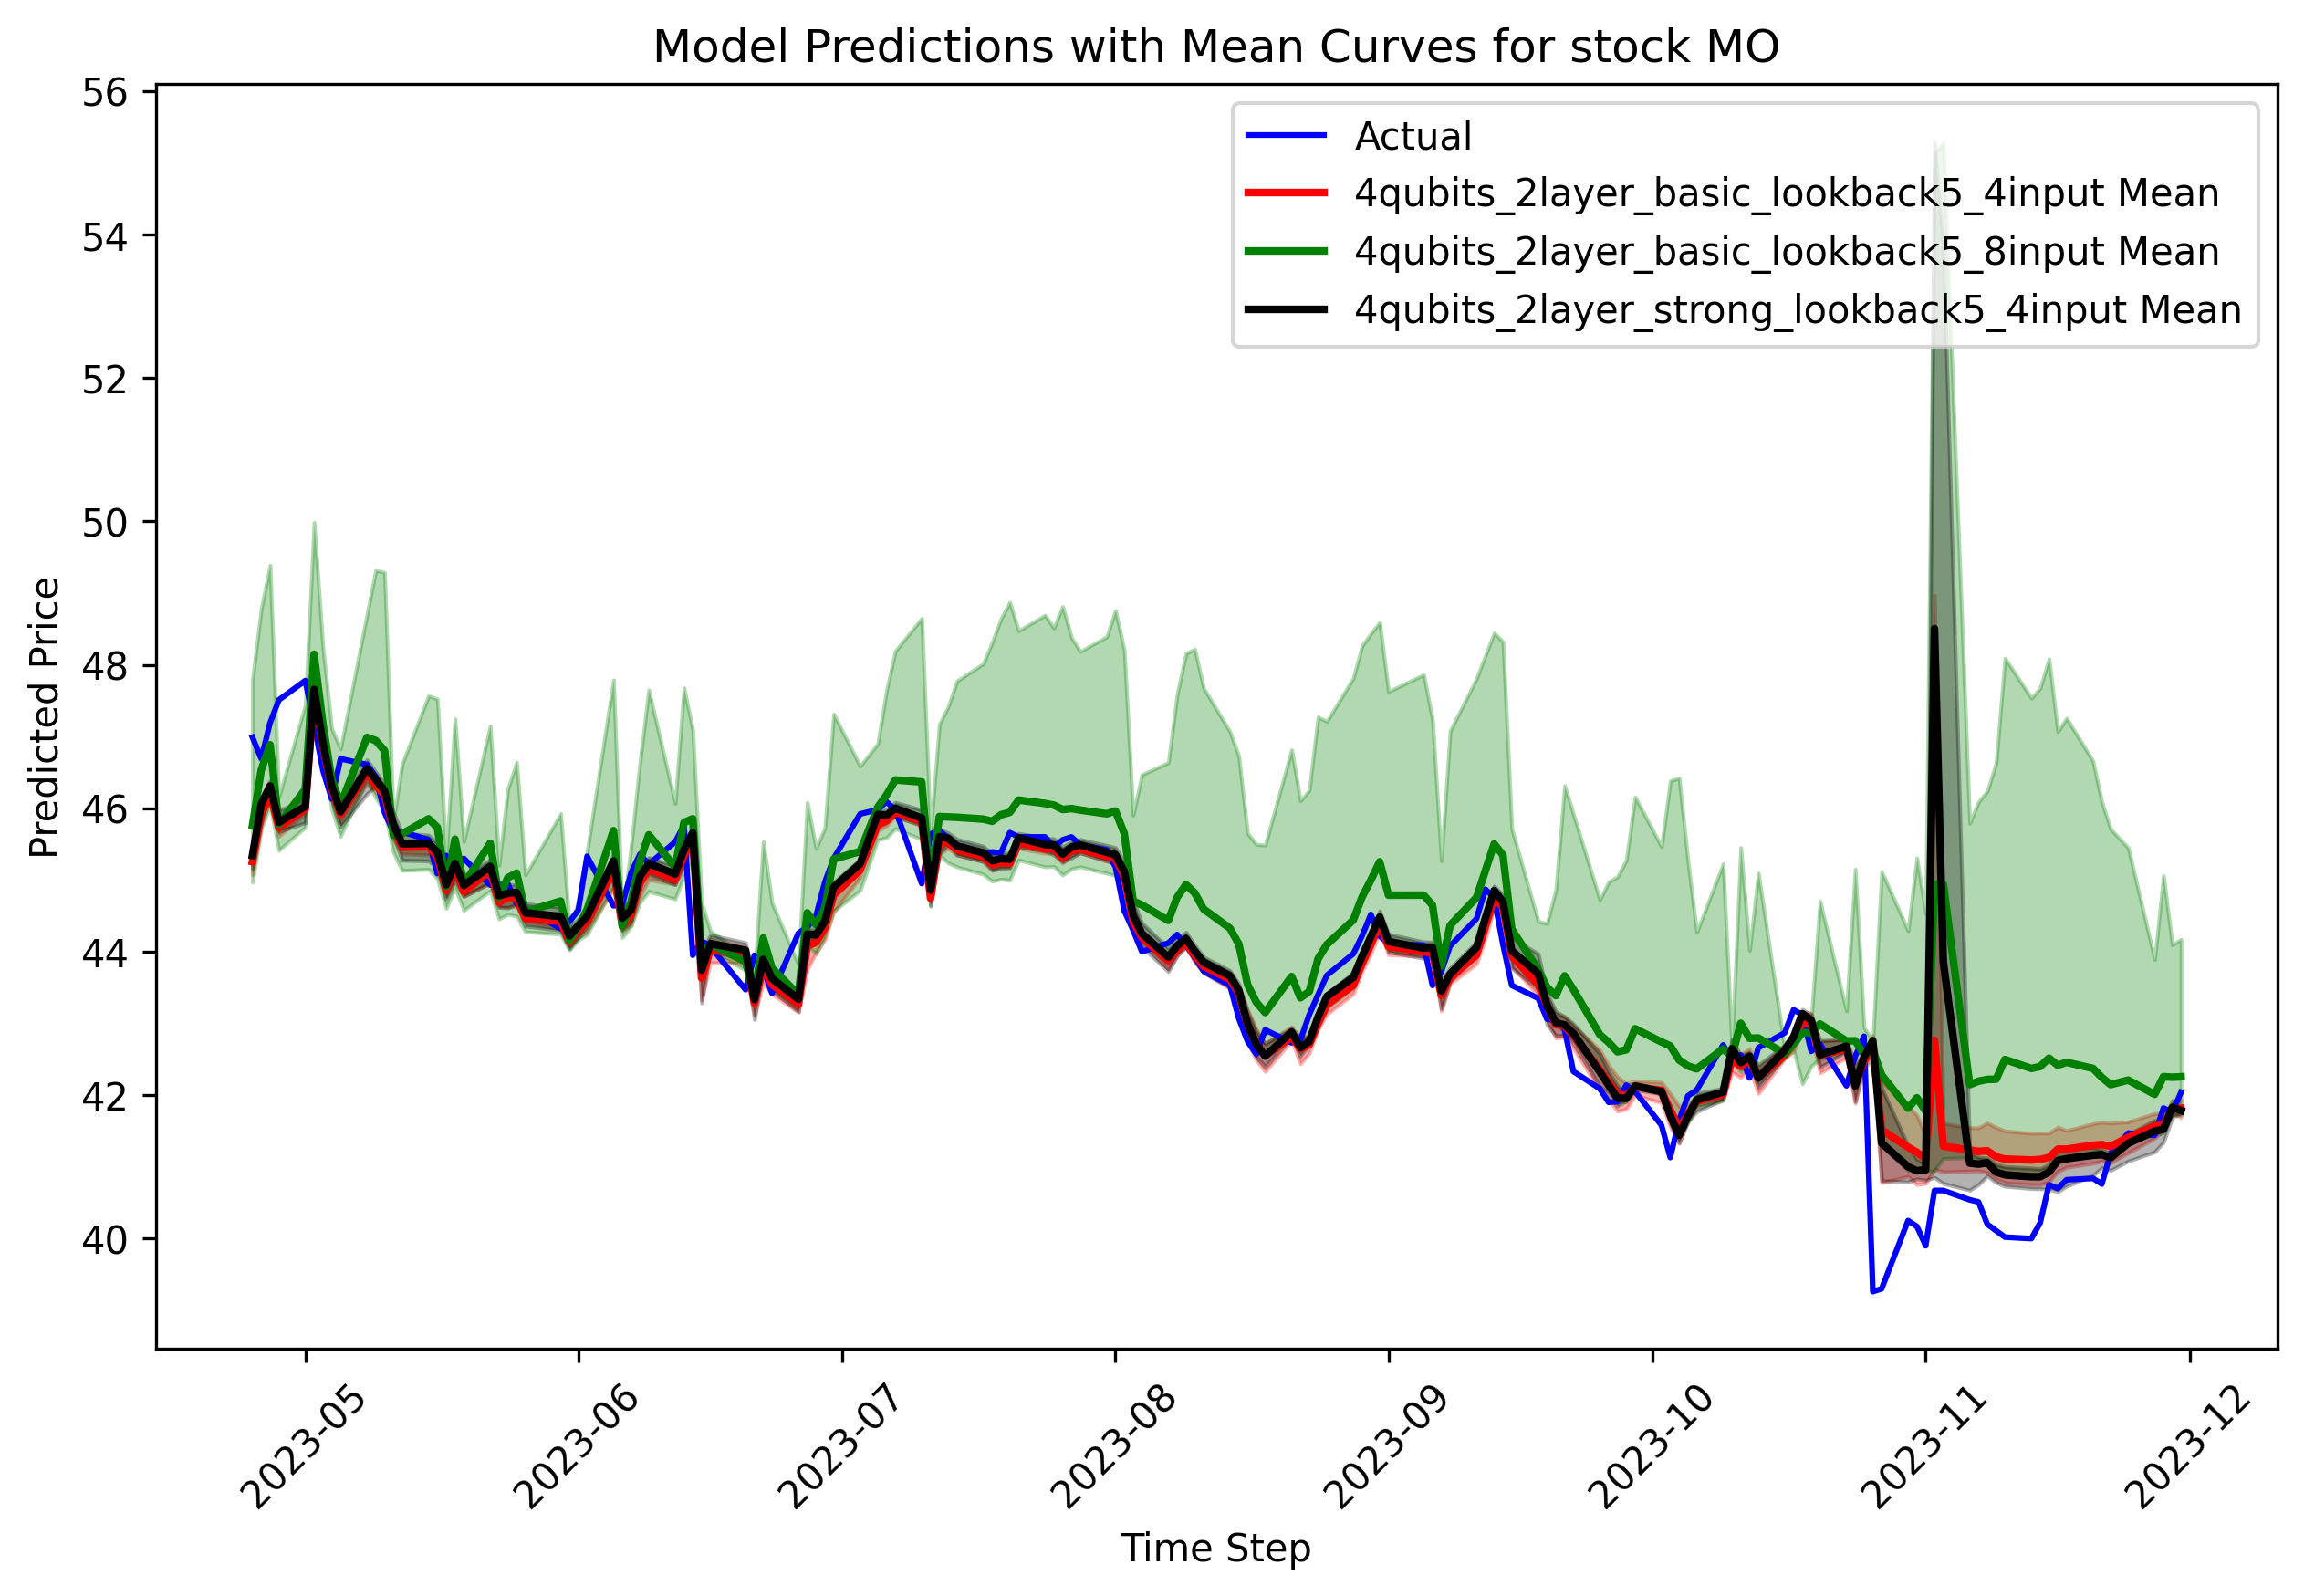 Model Predictions with Mean Curves for stock MO
56
54
52
50
48
46
44
42
40
Predicted Price
Actual
4qubits_2layer_basic_lookback5_4input Mean
4qubits_2layer_basic_lookback5_8input Mean
4qubits_2layer_strong_lookback5_4input Mean
2023-05
2023-06
2023-07
2023-08
2023-09
2023-10
2023-11
2023-12
Time Step